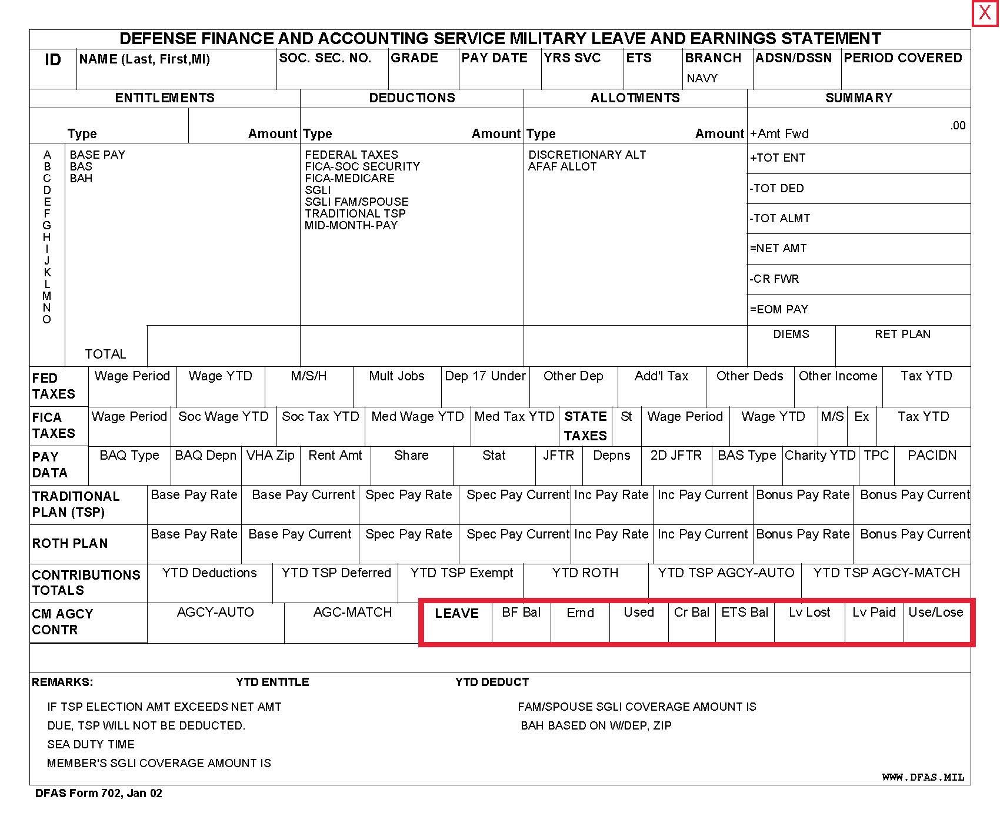 X
DEFENSE FINANCE AND ACCOUNTING SERVICE MILITARY LEAVE AND EARNINGS STATEMENT
ID NAME (Last, First,MI) SOC. SEC. NO. GRADE PAY DATE YRS SVC ETS BRANCH ADSN/DSSN PERIOD COVERED
NAVY
ENTITLEMENTS DEDUCTIONS ALLOTMENTS SUMMARY
.00
Type Amount Type Amount Type Amount +Amt Fwd
A BASE PAY FEDERAL TAXES DISCRETIONARY ALT +TOT ENT
B BAS FICA-SOC SECURITY AFAF ALLOT
C BAH FICA-MEDICARE
D SGLI -TOT DED
E SGLI FAM/SPOUSE
F TRADITIONAL TSP -TOT ALMT
G MID-MONTH-PAY
H
I =NET AMT
J
K
L -CR FWR
M
N =EOM PAY
O
DIEMS RET PLAN
TOTAL
FED TAXES Wage Period Wage YTD M/S/H Mult Jobs Dep 17 Under Other Dep Add'l Tax Other Deds Other Income Tax YTD
FICA TAXES Wage Period Soc Wage YTD Soc Tax YTD Med Wage YTD Med Tax YTD STATE TAXES St Wage Period Wage YTD M/S Ex Tax YTD
PAY DATA BAQ Type BAQ Depn VHA Zip Rent Amt Share Stat JFTR Depns 2D JFTR BAS Type Charity YTD TPC PACIDN
TRADITIONAL PLAN (TSP) Base Pay Rate Base Pay Current Spec Pay Rate Spec Pay Current Inc Pay Rate Inc Pay Current Bonus Pay Rate Bonus Pay Current
ROTH PLAN Base Pay Rate Base Pay Current Spec Pay Rate Spec Pay Current Inc Pay Rate Inc Pay Current Bonus Pay Rate Bonus Pay Current
CONTRIBUTIONS TOTALS YTD Deductions YTD TSP Deferred YTD TSP Exempt YTD ROTH YTD TSP AGCY-AUTO YTD TSP AGCY-MATCH
CM AGCY CONTR AGCY-AUTO AGC-MATCH LEAVE BF Bal Ernd Used Cr Bal ETS Bal Lv Lost Lv Paid Use/Lose
REMARKS: YTD ENTITLE YTD DEDUCT
IF TSP ELECTION AMT EXCEEDS NET AMT FAM/SPOUSE SGLI COVERAGE AMOUNT IS
DUE, TSP WILL NOT BE DEDUCTED. BAH BASED ON W/DEP, ZIP
SEA DUTY TIME
MEMBER'S SGLI COVERAGE AMOUNT IS
WWW.DFAS.MIL
DFAS Form 702, Jan 02